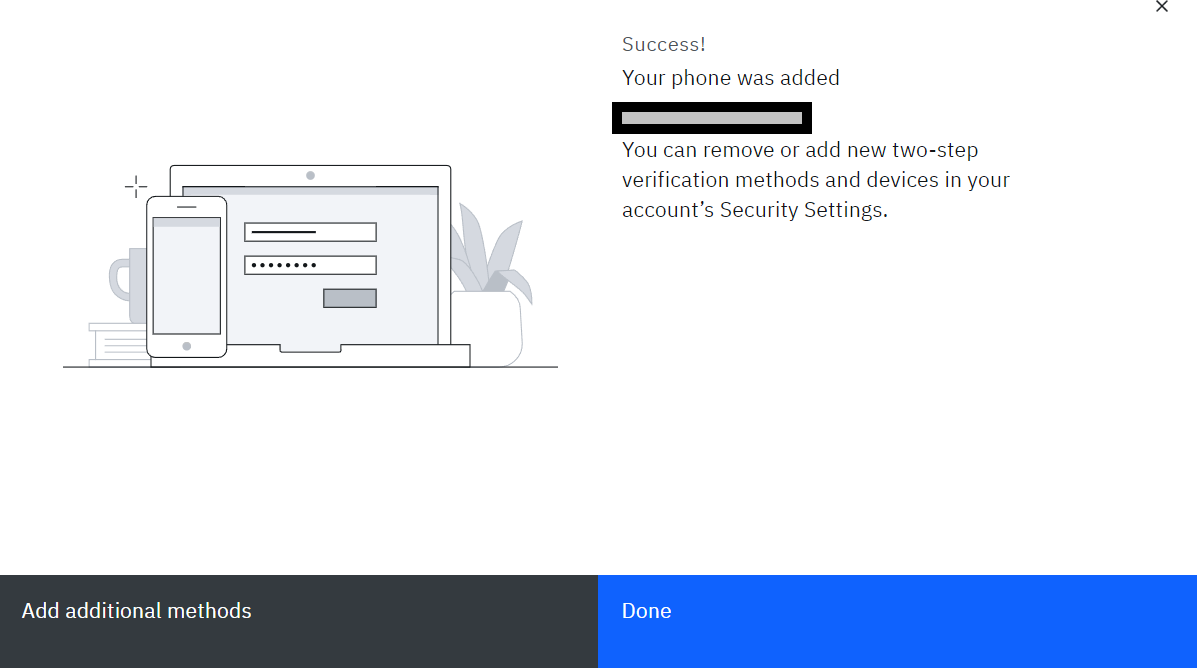 Success!
Your phone was added
You can remove or add new two-step
verification methods and devices in your
account’s Security Settings.
Add additional methods
Done